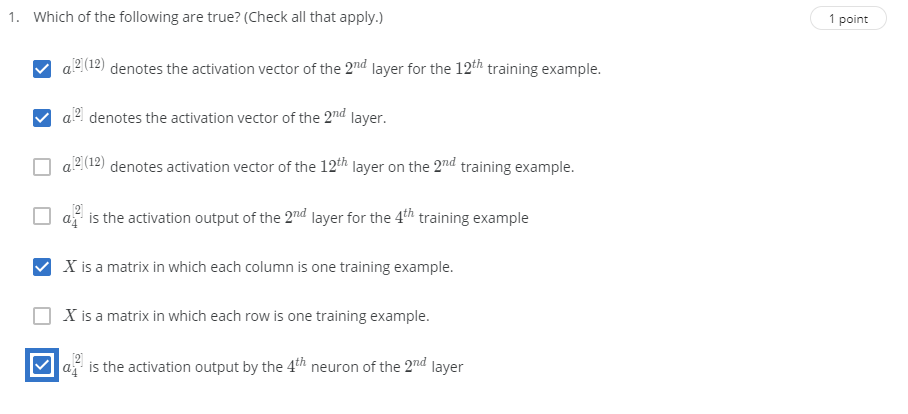 1. Which of the following are true? (Check all that apply.)
1 point
a^[2](12) denotes the activation vector of the 2^nd layer for the 12^th training example.
a^[2] denotes the activation vector of the 2^nd layer.
a^[2](12) denotes activation vector of the 12^th layer on the 2^nd training example.
a_4^[2] is the activation output of the 2^nd layer for the 4^th training example
X is a matrix in which each column is one training example.
X is a matrix in which each row is one training example.
a_4^[2] is the activation output by the 4^th neuron of the 2^nd layer